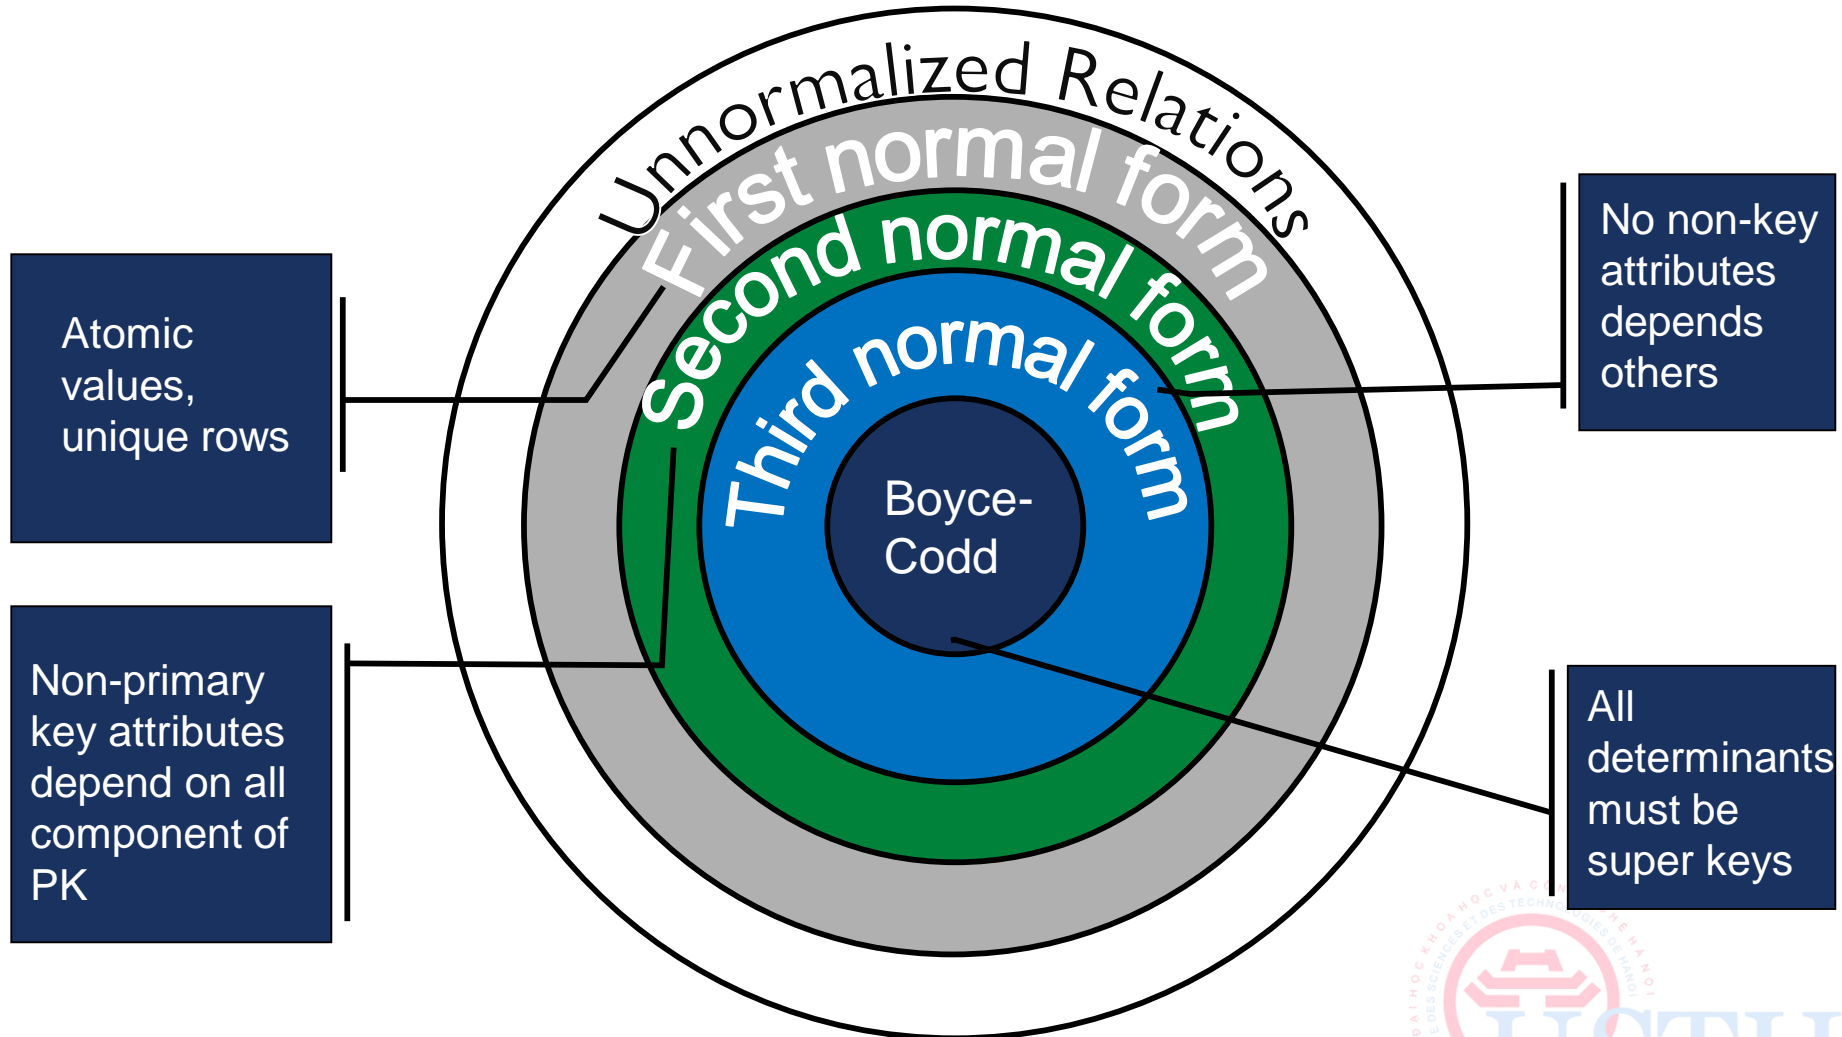 Unnormalized Relations
First normal form
Second normal form
Third normal form
Boyce-
Codd
Atomic
values,
unique rows
Non-primary
key attributes
depend on all
component of
PK
No non-key
attributes
depends
others
All
determinants
must be
super keys